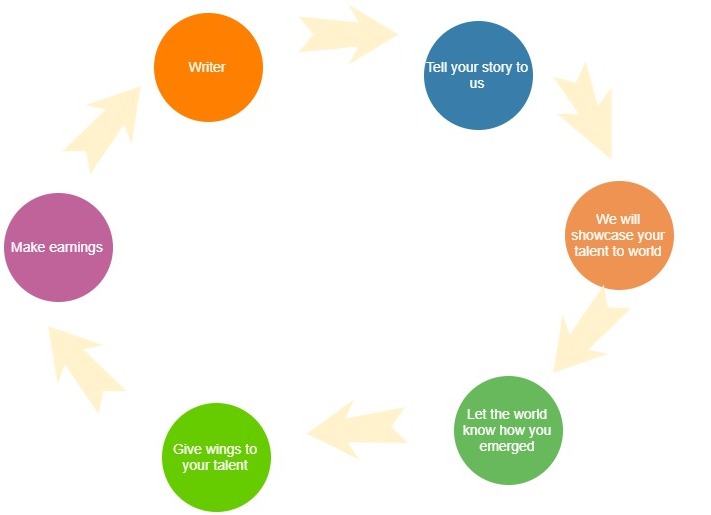 Writer
Tell your story to
us
We will
showcase your
talent to world
Let the world
know how you
emerged
Give wings to
your talent
Make earnings